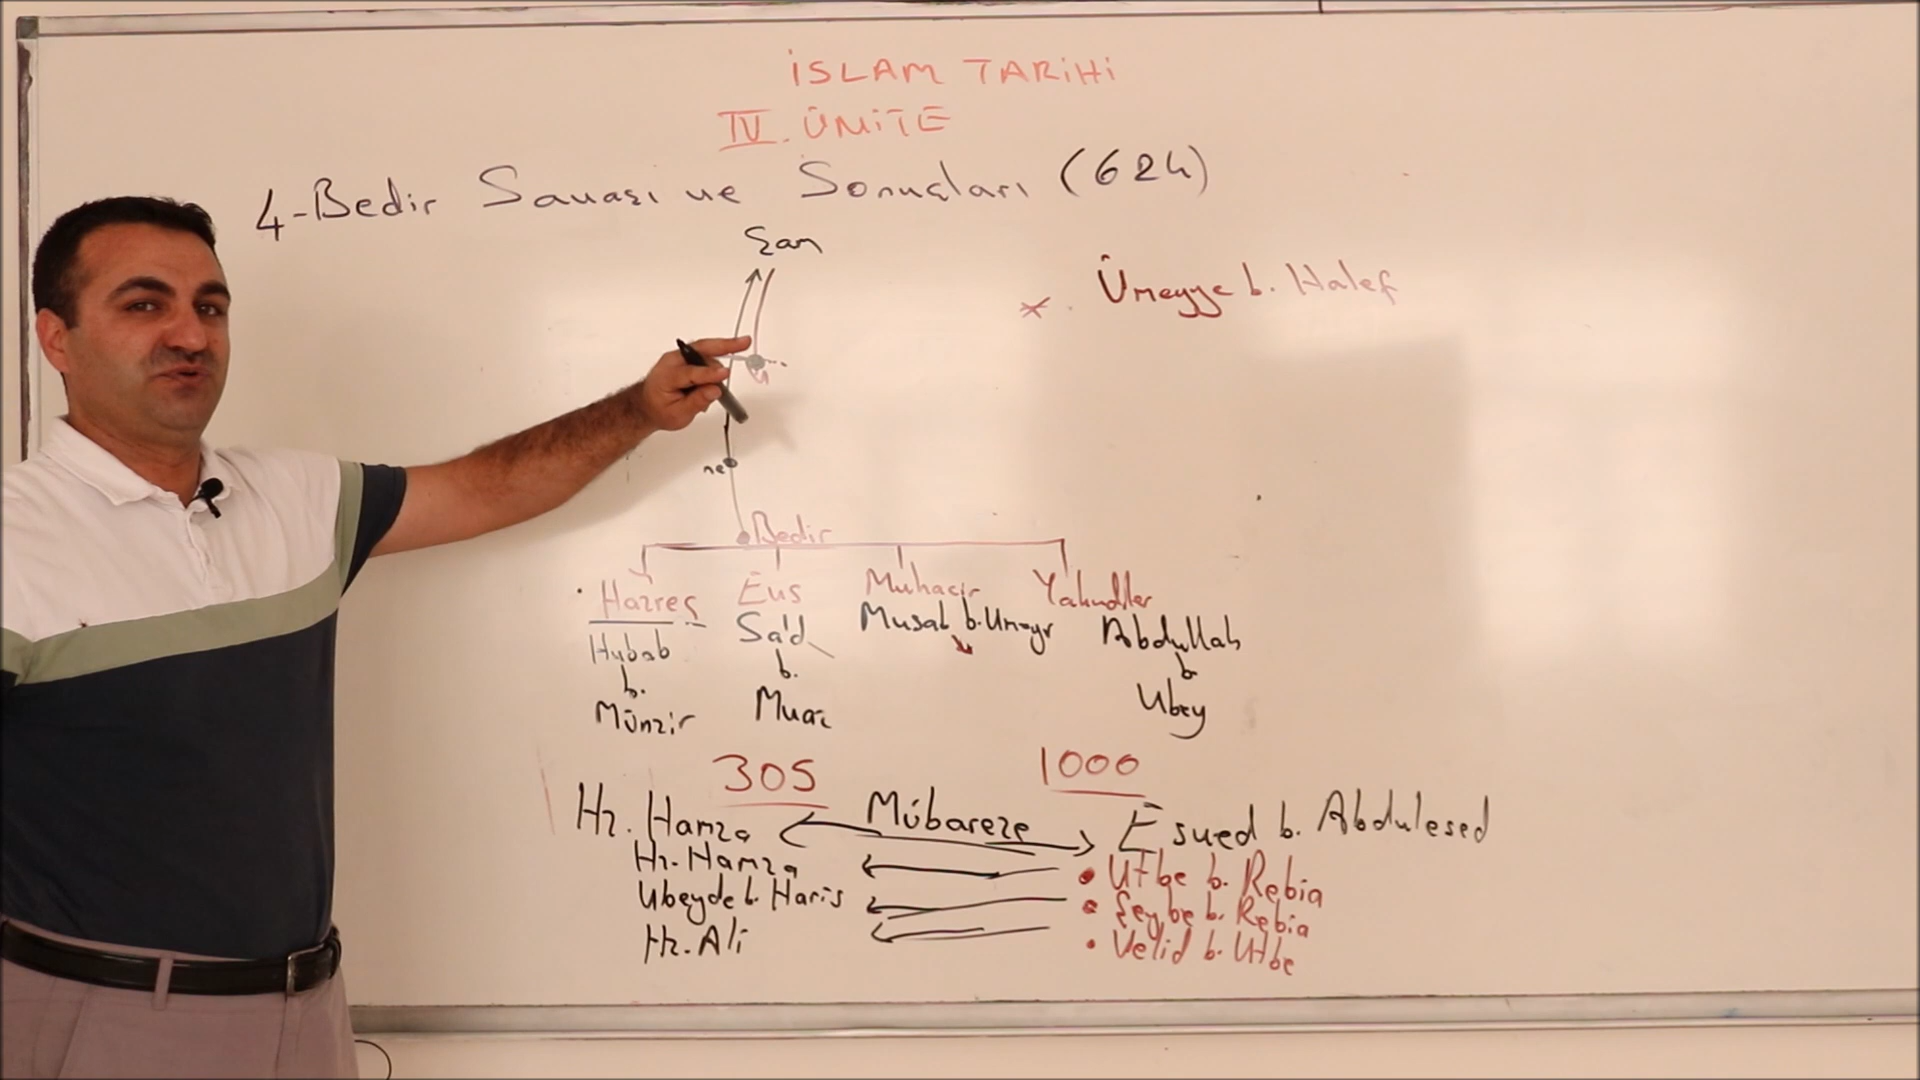 İSLAM TARİHİ
IV. ÜNİTE
4-Bedir Savaşı ve Sonuçları (624)
Şam
* Ümeyye b. Halef
Bedir
Hazreç Evs Muhacir Yahudiler
Hubab b. Münzir
Sa'd b. Muaz
Musab b. Umeyr
Abdullah b Ubey
305 1000
Hz. Hamza Mübareze Esved b. Abdulesed
Hz. Hamza Utbe b. Rebia
Ubeyde b. Haris Şeybe b. Rebia
Hz. Ali Velid b. Utbe